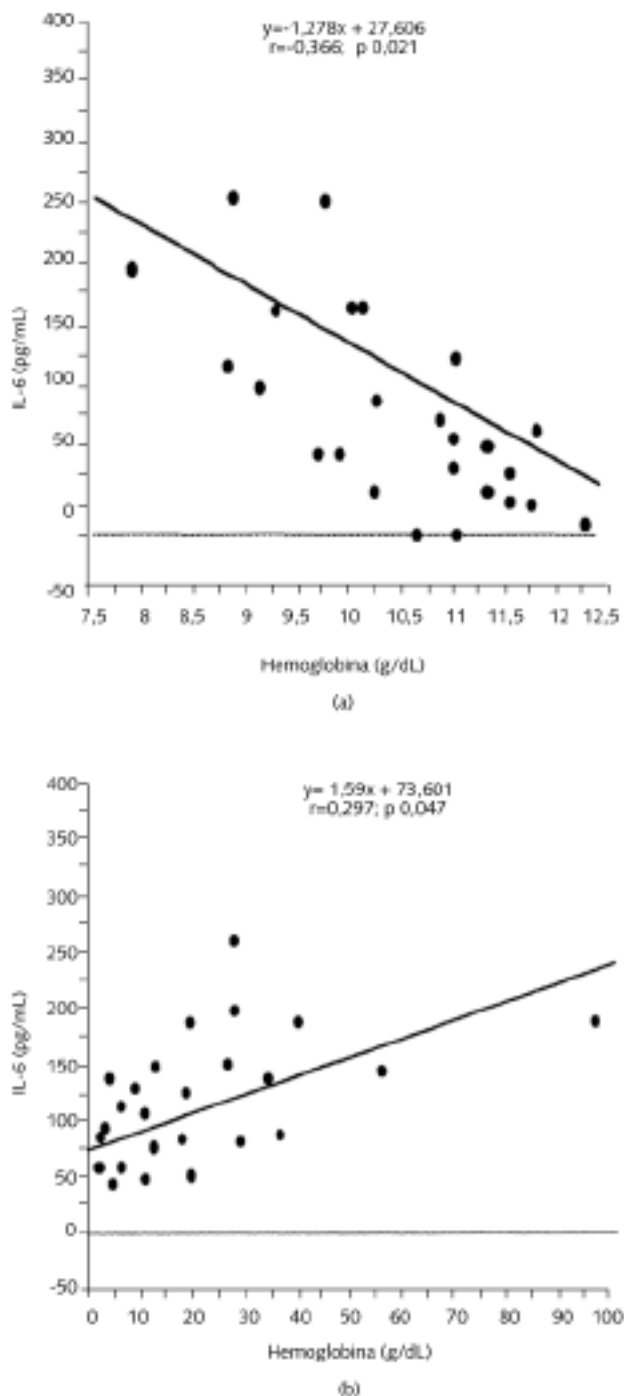 y=-1,278x + 27,606
r=-0,366;  p 0,021
400
350
300
250
200
150
100
50
0
-50
IL-6 (pg/mL)
7,5 8 8,5 9 9,5 10 10,5 11 11,5 12 12,5
Hemoglobina (g/dL)
(a)
y= 1,59x + 73,601
r=0,297; p 0,047
400
350
300
250
200
150
100
50
0
-50
IL-6 (pg/mL)
0 10 20 30 40 50 60 70 80 90 100
Hemoglobina (g/dL)
(b)